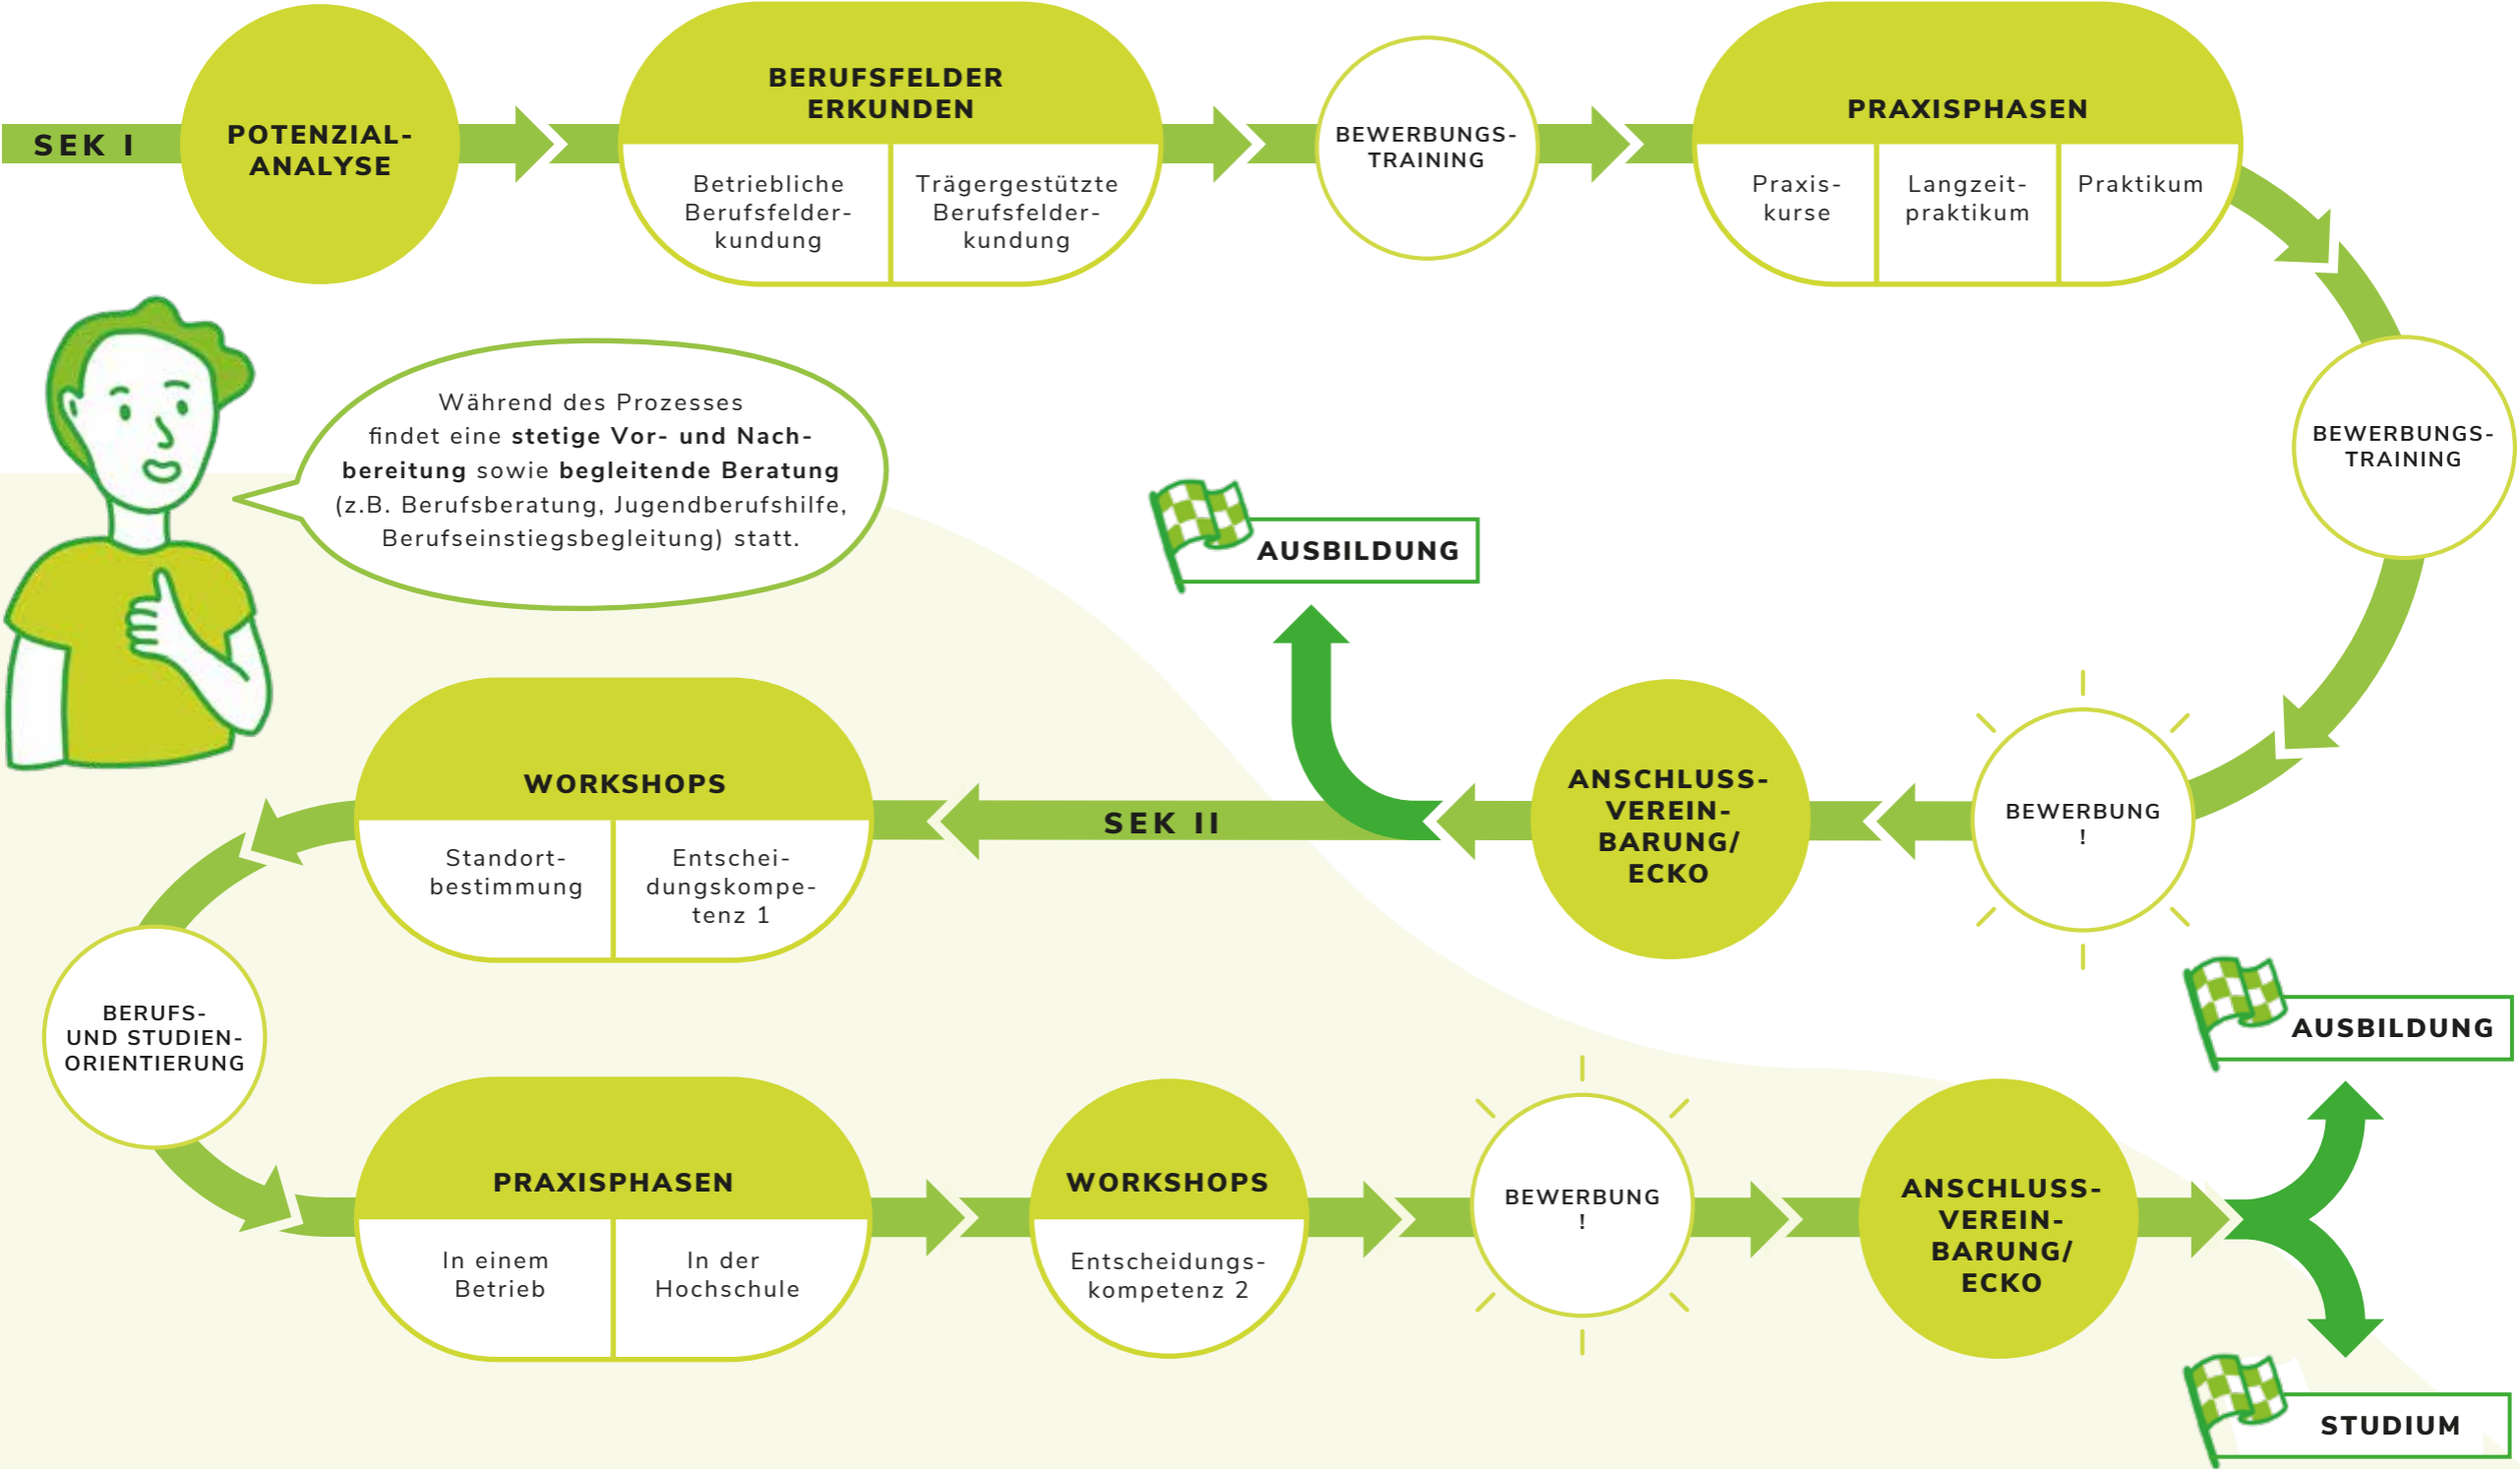 SEK I
POTENZIAL-
ANALYSE
BERUFSFELDER
ERKUNDEN
Betriebliche
Berufsfelder-
kundung
Trägergestützte
Berufsfelder-
kundung
BEWERBUNGS-
TRAINING
PRAXISPHASEN
Praxis-
kurse
Langzeit-
praktikum
Praktikum
BEWERBUNGS-
TRAINING
Während des Prozesses
findet eine stetige Vor- und Nach-
bereitung sowie begleitende Beratung
(z.B. Berufsberatung, Jugendberufshilfe,
Berufseinstiegsbegleitung) statt.
BEWERBUNG
!
ANSCHLUSS-
VEREIN-
BARUNG/
ECKO
AUSBILDUNG
SEK II
WORKSHOPS
Standort-
bestimmung
Entschei-
dungskompe-
tenz 1
BERUFS-
UND STUDIEN-
ORIENTIERUNG
PRAXISPHASEN
In einem
Betrieb
In der
Hochschule
WORKSHOPS
Entscheidungs-
kompetenz 2
BEWERBUNG
!
ANSCHLUSS-
VEREIN-
BARUNG/
ECKO
AUSBILDUNG
STUDIUM